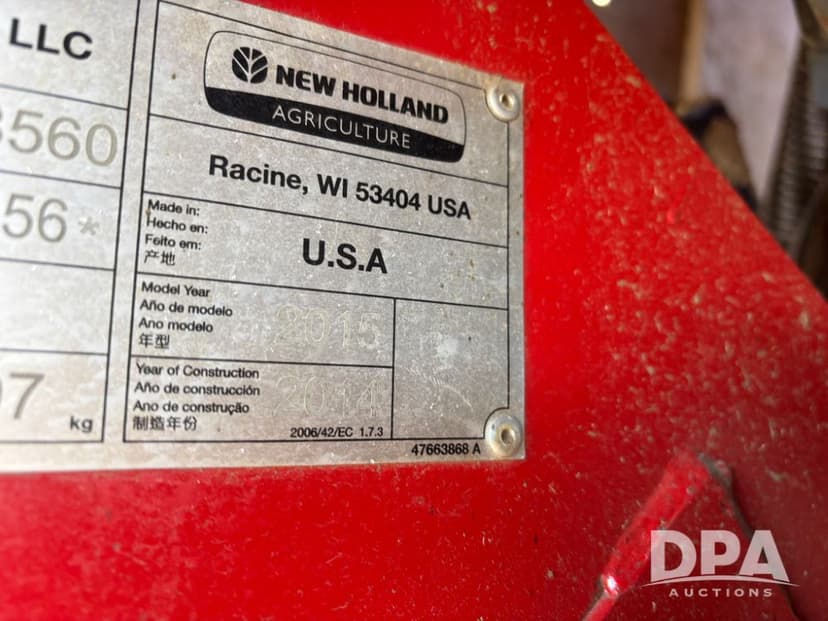 LLC
3560
56*
07
kg
NEW HOLLAND
AGRICULTURE
Racine, WI 53404 USA
Made in:
Hecho en:
Feito em:
产地
U.S.A
Model Year
Año de modelo
Ano modelo
年型
2015
Year of Construction
Año de construcción
Ano de construção
制造年份
2014
2006/42/EC 1.7.3
47663868 A
DPA
AUCTIONS